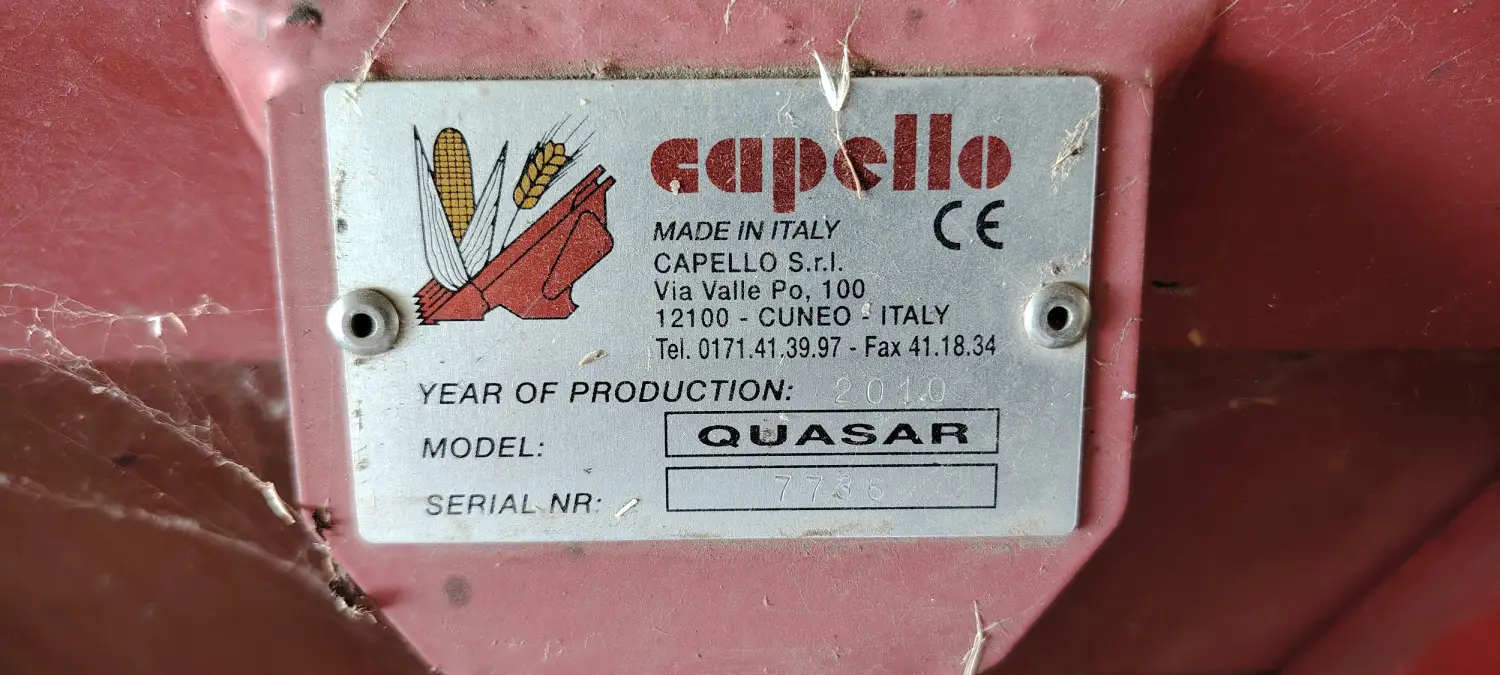 capello
MADE IN ITALY CE
CAPELLO S.r.l.
Via Valle Po, 100
12100 - CUNEO - ITALY
Tel. 0171.41.39.97 - Fax 41.18.34
YEAR OF PRODUCTION: 2010
MODEL: QUASAR
SERIAL NR: 7736